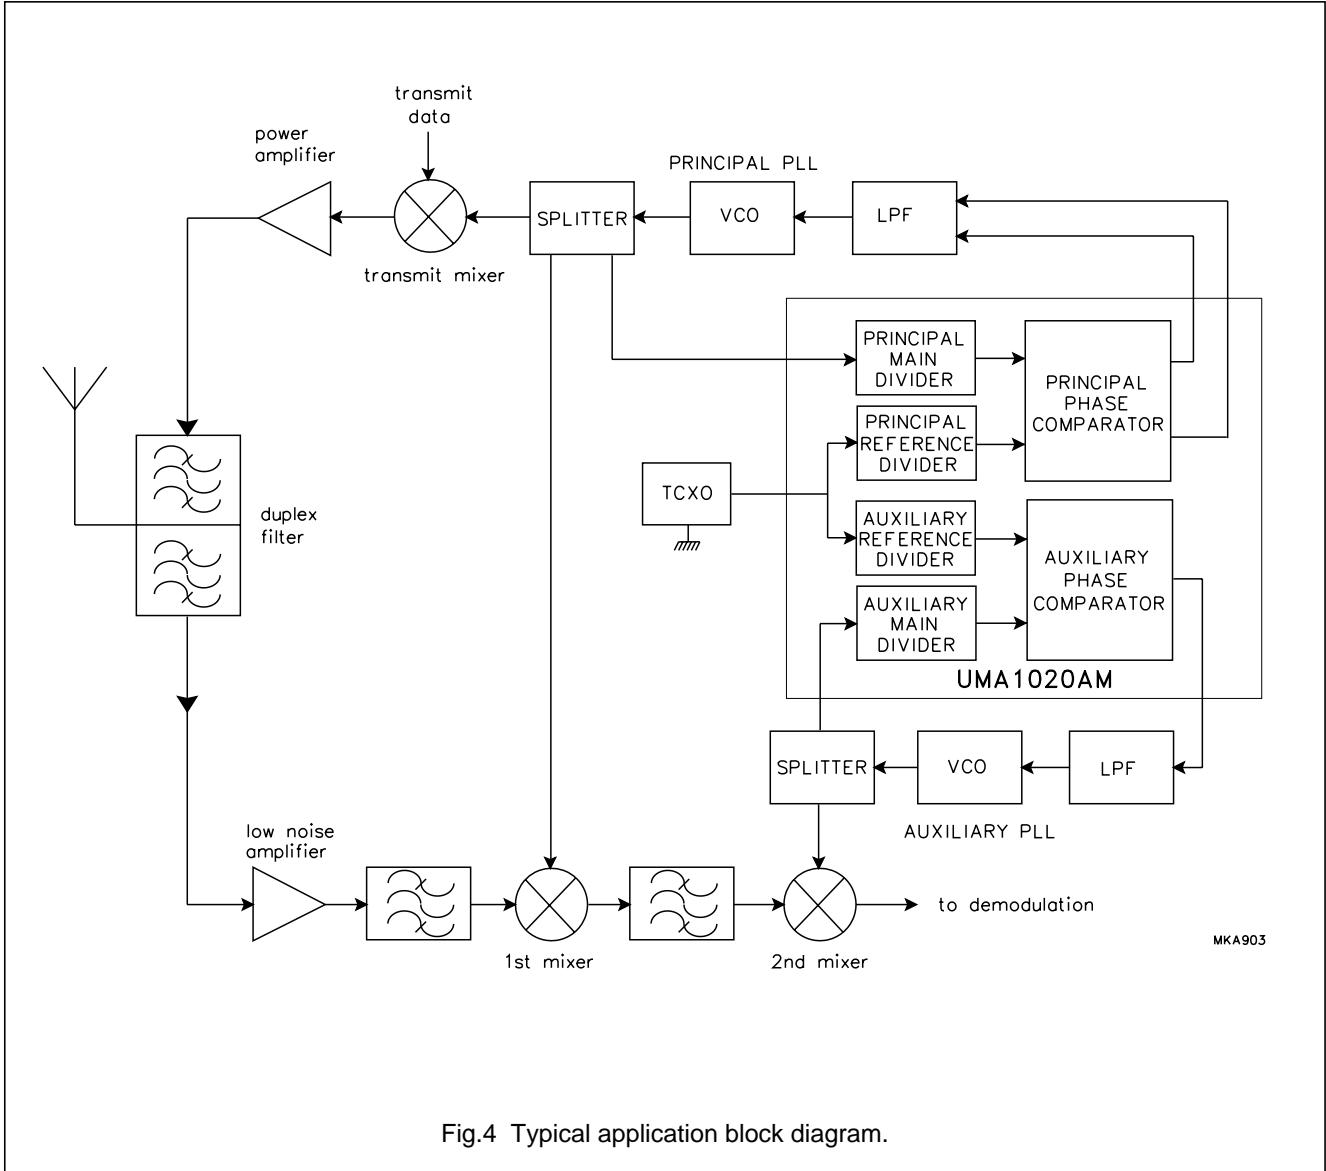 transmit
data
power
amplifier
PRINCIPAL PLL
SPLITTER
VCO
LPF
transmit mixer
PRINCIPAL
MAIN
DIVIDER
PRINCIPAL
REFERENCE
DIVIDER
PRINCIPAL
PHASE
COMPARATOR
TCXO
duplex
filter
AUXILIARY
REFERENCE
DIVIDER
AUXILIARY
MAIN
DIVIDER
AUXILIARY
PHASE
COMPARATOR
UMA1020AM
SPLITTER
VCO
LPF
AUXILIARY PLL
low noise
amplifier
to demodulation
1st mixer
2nd mixer
MKA903
Fig.4 Typical application block diagram.